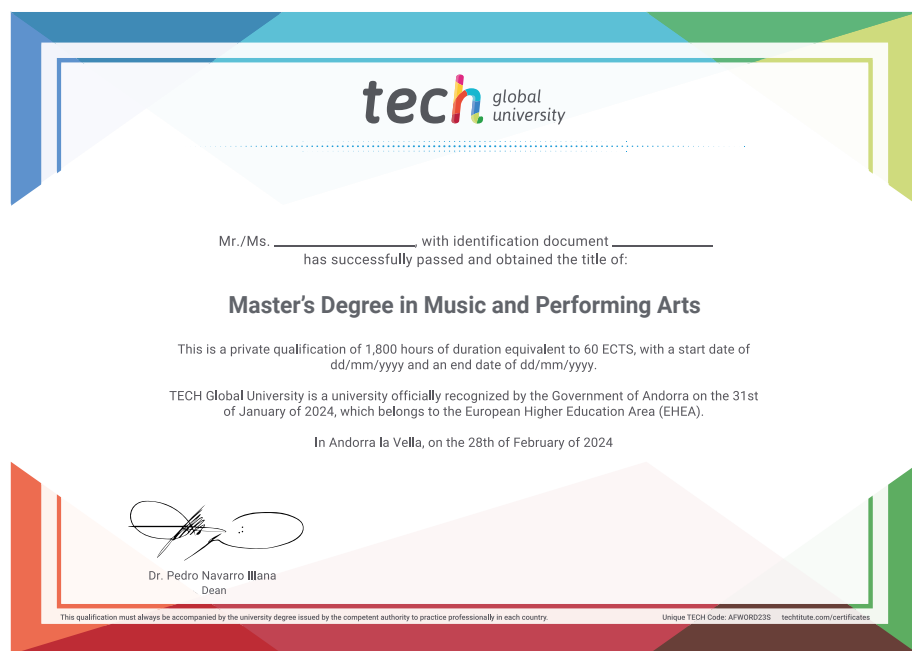 tech global
university
Mr./Ms. ____________, with identification document ____________
has successfully passed and obtained the title of:
Master's Degree in Music and Performing Arts
This is a private qualification of 1,800 hours of duration equivalent to 60 ECTS, with a start date of
dd/mm/yyyy and an end date of dd/mm/yyyy.
TECH Global University is a university officially recognized by the Government of Andorra on the 31st
of January of 2024, which belongs to the European Higher Education Area (EHEA).
In Andorra la Vella, on the 28th of February of 2024
Dr. Pedro Navarro Illana
Dean
This qualification must always be accompanied by the university degree issued by the competent authority to practice professionally in each country.
Unique TECH Code: AFWORD23S techtitute.com/certificates